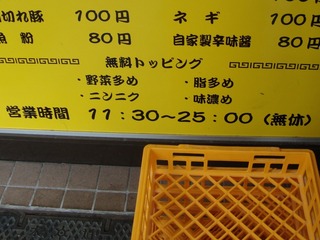 切れ豚 100円 ネギ 100円
魚粉 80円 自家製辛味醤 80円
無料トッピング
・野菜多め ・脂多め
・ニンニク ・味濃め
営業時間 11:30～25:00(無休)